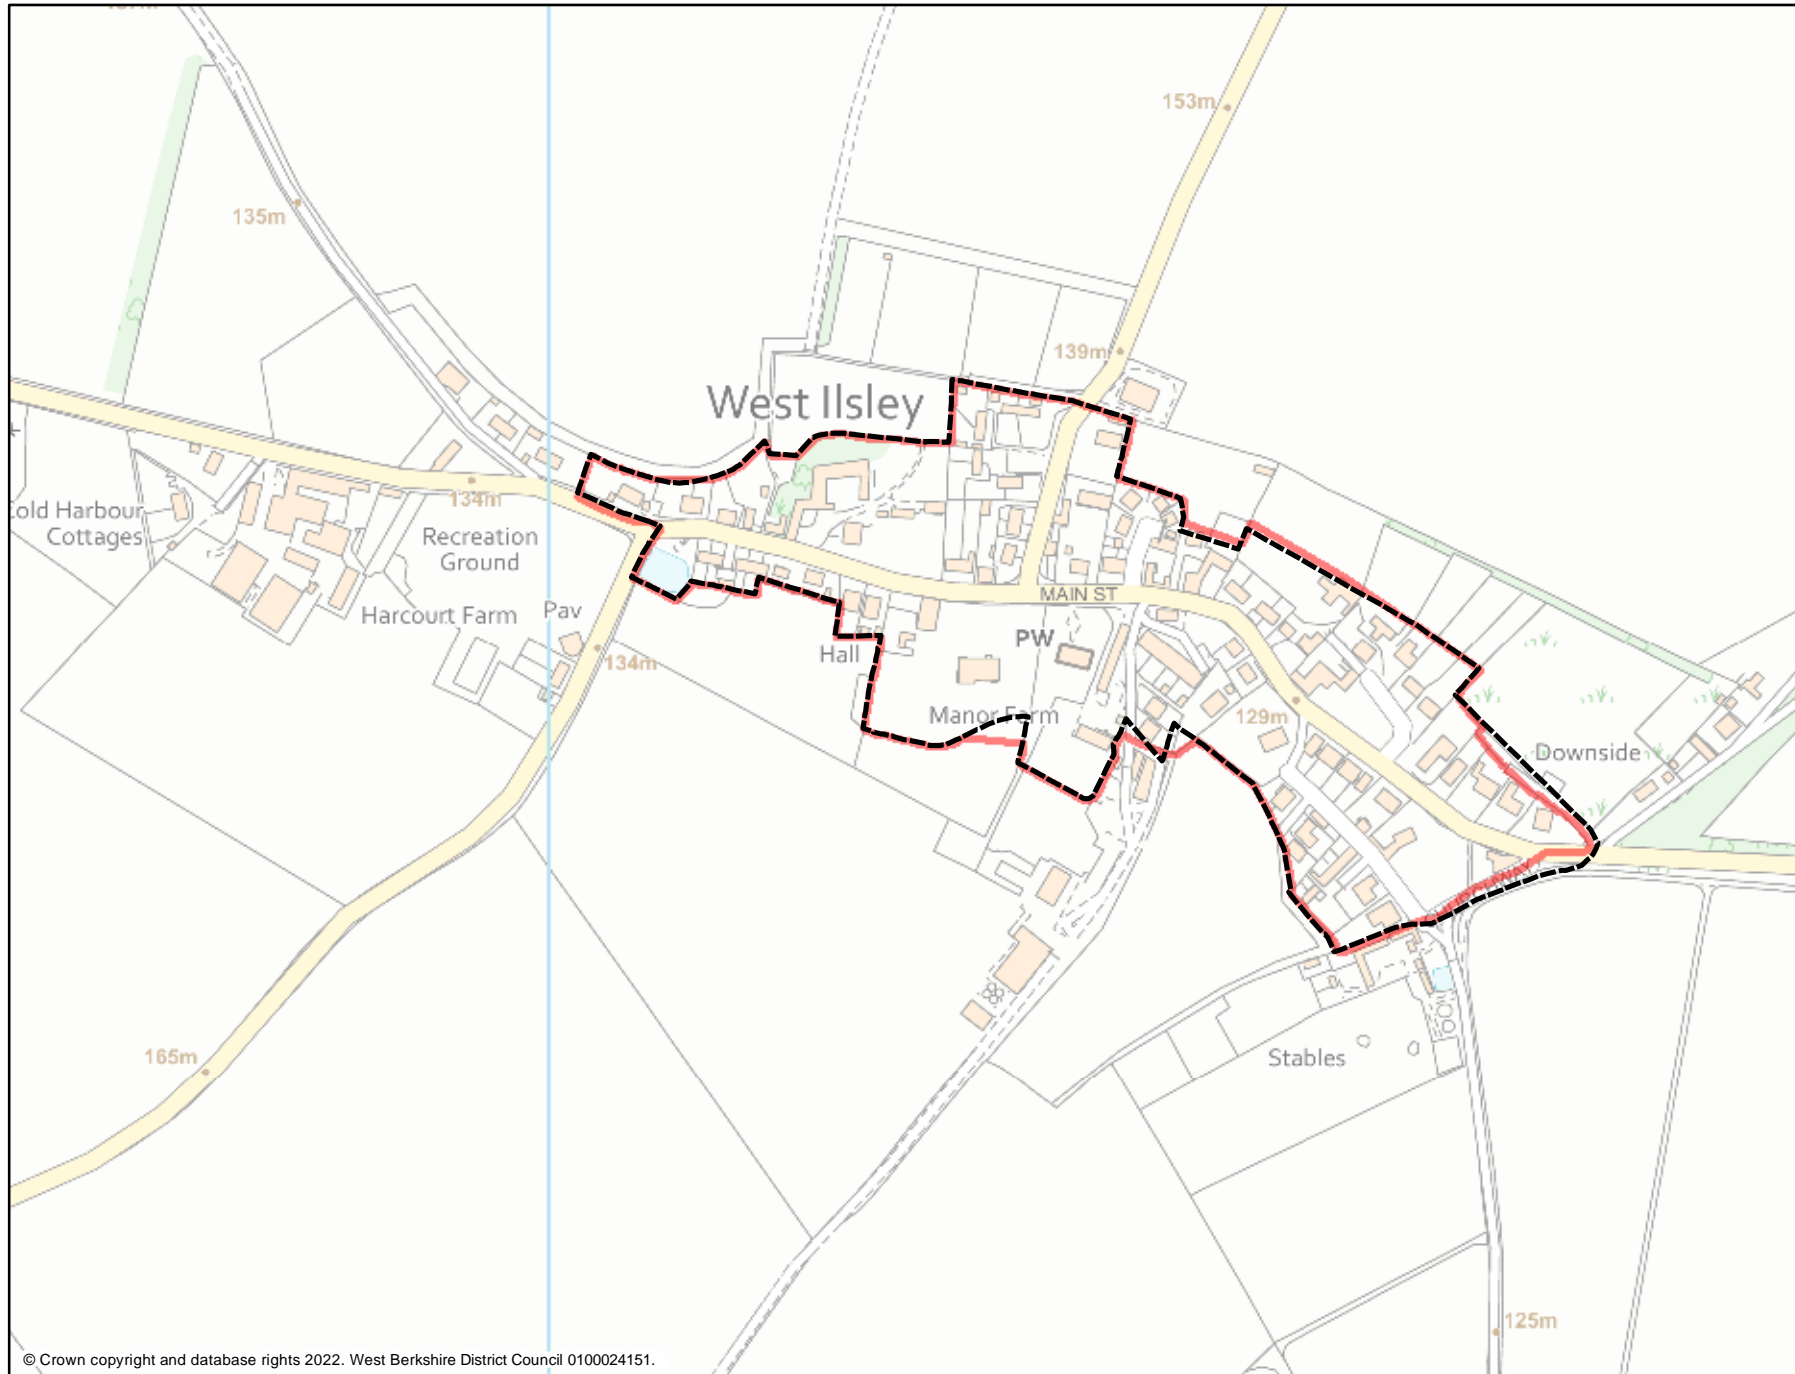 153m
135m
139m
West Ilsley
134m
Cold Harbour
Cottages
Recreation
Ground
MAIN ST
Harcourt Farm
Pav
PW
Hall
134m
Manor Farm
129m
Downside
165m
Stables
125m
© Crown copyright and database rights 2022. West Berkshire District Council 0100024151.